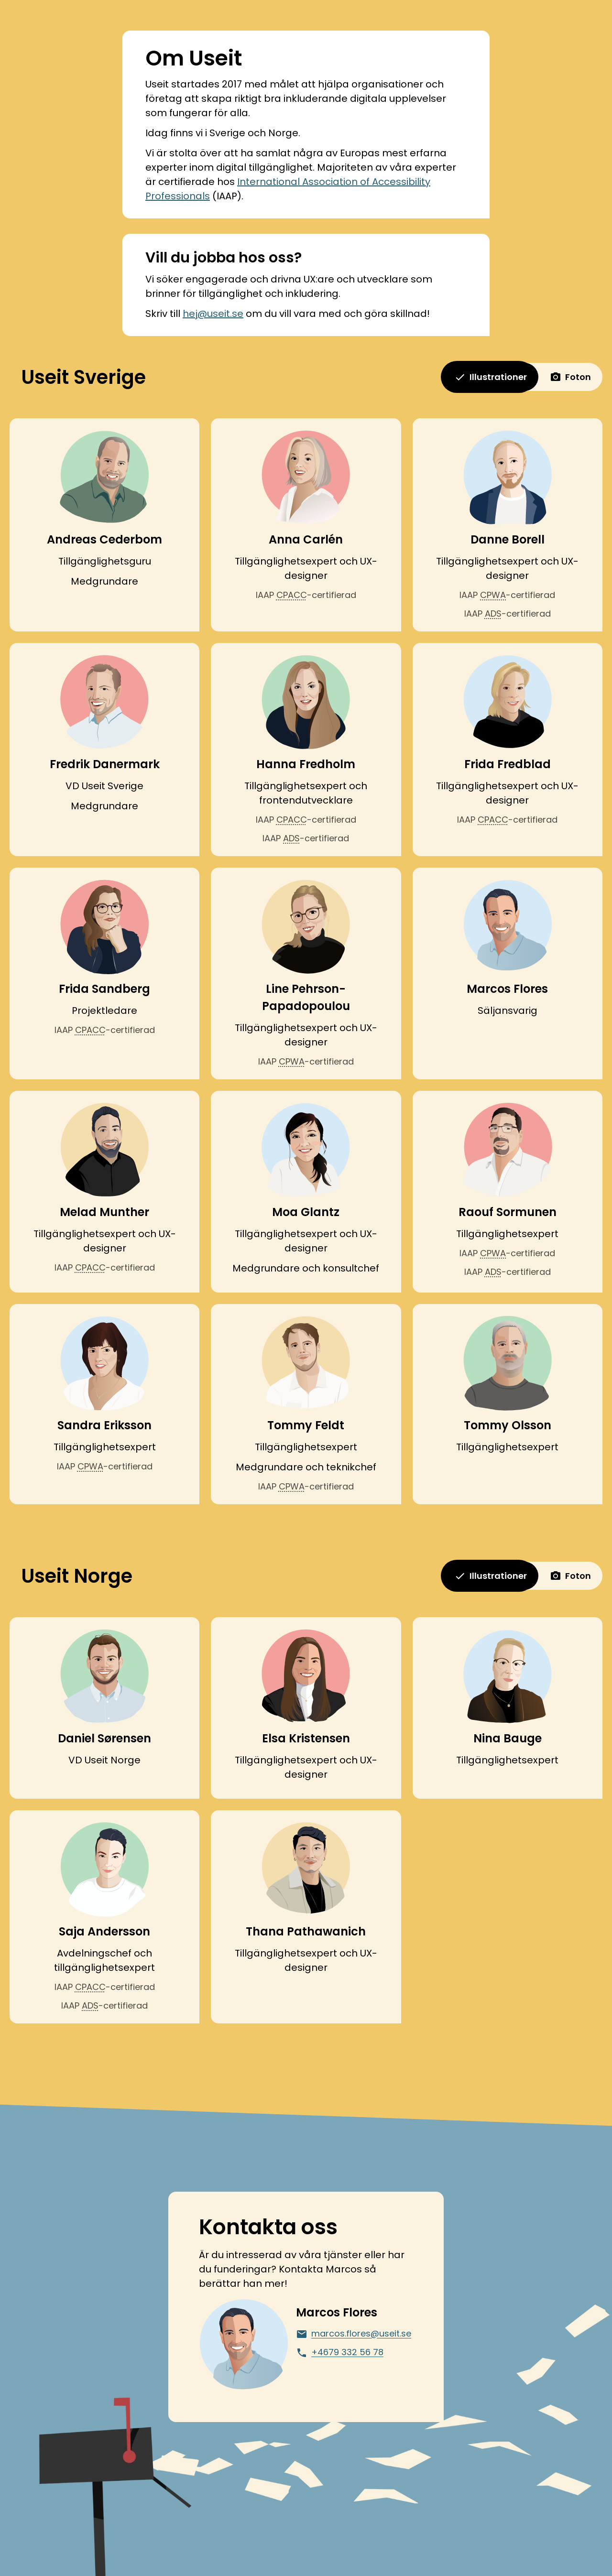 Om Useit
Useit startades 2017 med målet att hjälpa organisationer och
företag att skapa riktigt bra inkluderande digitala upplevelser
som fungerar för alla.
Idag finns vi i Sverige och Norge.
Vi är stolta över att ha samlat några av Europas mest erfarna
experter inom digital tillgänglighet. Majoriteten av våra experter
är certifierade hos International Association of Accessibility
Professionals (IAAP).
Vill du jobba hos oss?
Vi söker engagerade och drivna UX:are och utvecklare som
brinner för tillgänglighet och inkludering.
Skriv till hej@useit.se om du vill vara med och göra skillnad!
Useit Sverige
Illustrationer
Foton
Andreas Cederbom
Tillgänglighetsguru
Medgrundare
Anna Carlén
Tillgänglighetsexpert och UX-
designer
IAAP CPACC-certifierad
Danne Borell
Tillgänglighetsexpert och UX-
designer
IAAP CPWA-certifierad
IAAP ADS-certifierad
Fredrik Danermark
VD Useit Sverige
Medgrundare
Hanna Fredholm
Tillgänglighetsexpert och
frontendutvecklare
IAAP CPACC-certifierad
IAAP ADS-certifierad
Frida Fredblad
Tillgänglighetsexpert och UX-
designer
IAAP CPACC-certifierad
Frida Sandberg
Projektledare
IAAP CPACC-certifierad
Line Pehrson-
Papadopoulou
Tillgänglighetsexpert och UX-
designer
IAAP CPWA-certifierad
Marcos Flores
Säljansvarig
Melad Munther
Tillgänglighetsexpert och UX-
designer
IAAP CPACC-certifierad
Moa Glantz
Tillgänglighetsexpert och UX-
designer
Medgrundare och konsultchef
Raouf Sormunen
Tillgänglighetsexpert
IAAP CPWA-certifierad
IAAP ADS-certifierad
Sandra Eriksson
Tillgänglighetsexpert
IAAP CPWA-certifierad
Tommy Feldt
Tillgänglighetsexpert
Medgrundare och teknikchef
IAAP CPWA-certifierad
Tommy Olsson
Tillgänglighetsexpert
Useit Norge
Illustrationer
Foton
Daniel Sørensen
VD Useit Norge
Elsa Kristensen
Tillgänglighetsexpert och UX-
designer
Nina Bauge
Tillgänglighetsexpert
Saja Andersson
Avdelningschef och
tillgänglighetsexpert
IAAP CPACC-certifierad
IAAP ADS-certifierad
Thana Pathawanich
Tillgänglighetsexpert och UX-
designer
Kontakta oss
Är du intresserad av våra tjänster eller har
du funderingar? Kontakta Marcos så
berättar han mer!
Marcos Flores
marcos.flores@useit.se
+4679 332 56 78